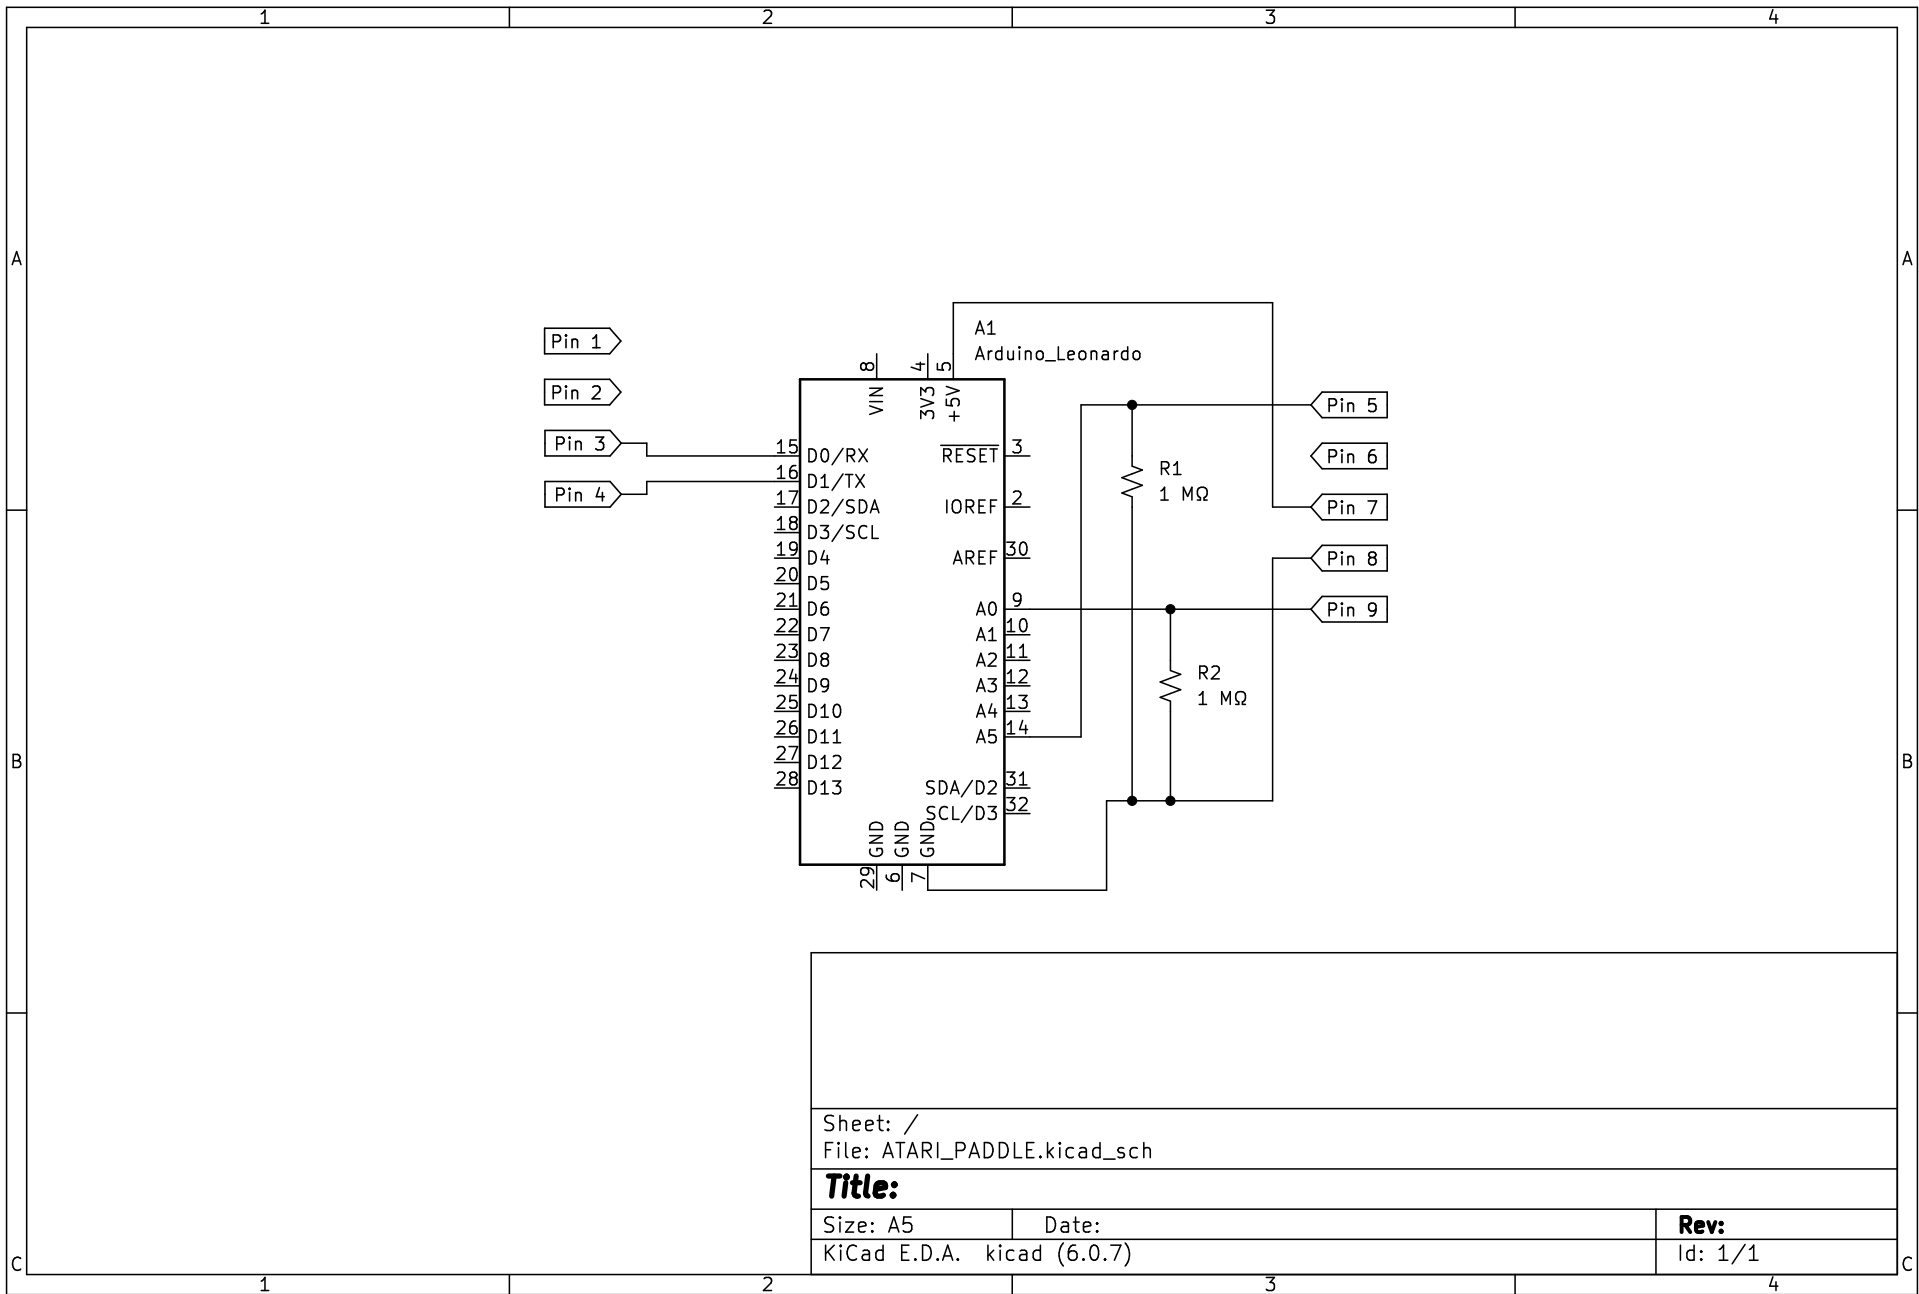 1 2 3 4
A A
A1
Arduino_Leonardo
Pin 1
8 4 5
VIN 3V3 +5V
Pin 2
Pin 5
Pin 3
15 D0/RX RESET 3
Pin 6
16 D1/TX
R1
1 MΩ
Pin 4
17 D2/SDA IOREF 2
Pin 7
18 D3/SCL
19 D4 AREF 30
Pin 8
20 D5
21 D6 A0 9
Pin 9
22 D7 A1 10
23 D8 A2 11
R2
1 MΩ
24 D9 A3 12
25 D10 A4 13
26 D11 A5 14
B B
27 D12
28 D13 SDA/D2 31
SCL/D3 32
GND GND GND
29 6 7
Sheet: /
File: ATARI_PADDLE.kicad_sch
Title:
Size: A5 Date: Rev:
KiCad E.D.A. kicad (6.0.7) Id: 1/1
C C
1 2 3 4